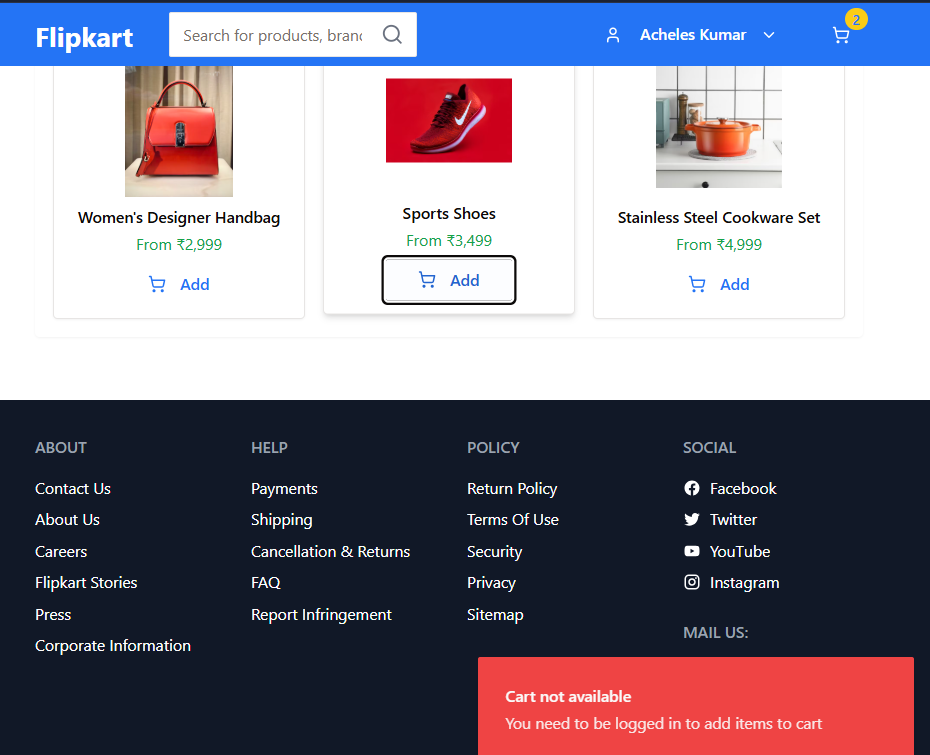 Flipkart
Search for products, branc
Acheles Kumar
2
Women's Designer Handbag
From ₹2,999
Add
Sports Shoes
From ₹3,499
Add
Stainless Steel Cookware Set
From ₹4,999
Add
ABOUT
Contact Us
About Us
Careers
Flipkart Stories
Press
Corporate Information
HELP
Payments
Shipping
Cancellation & Returns
FAQ
Report Infringement
POLICY
Return Policy
Terms Of Use
Security
Privacy
Sitemap
SOCIAL
Facebook
Twitter
YouTube
Instagram
MAIL US:
Cart not available
You need to be logged in to add items to cart